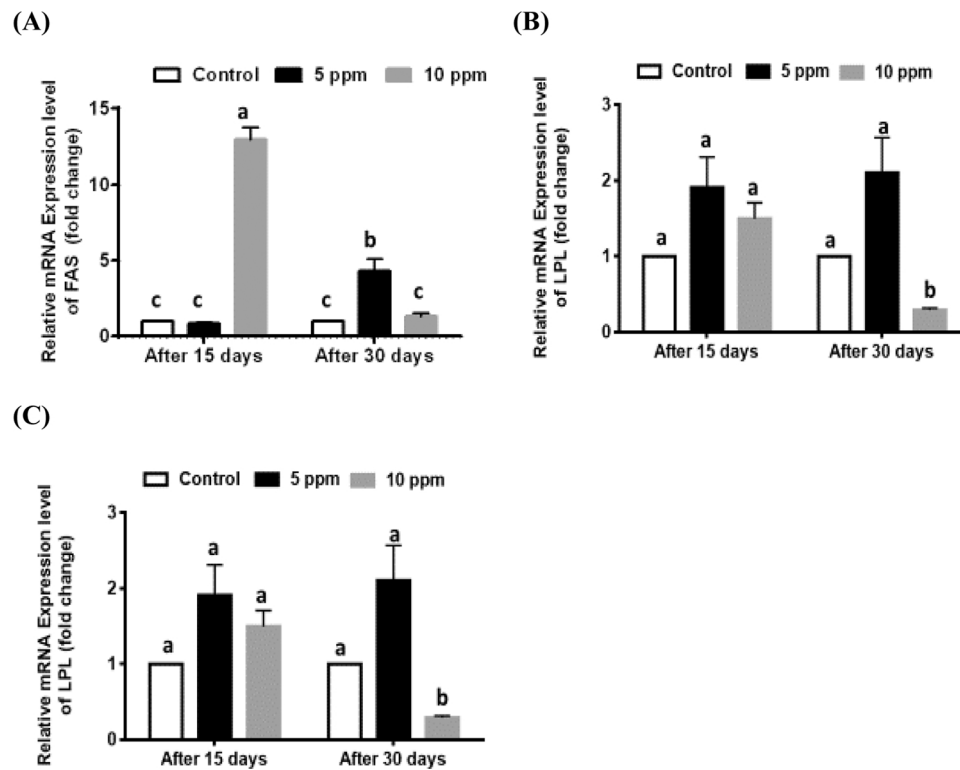 (A)
Control 5 ppm 10 ppm
Relative mRNA Expression level
of FAS (fold change)
15
10
5
0
c c a
c b c
After 15 days After 30 days
(B)
Control 5 ppm 10 ppm
Relative mRNA Expression level
of LPL (fold change)
3
2
1
0
a a a
a a b
After 15 days After 30 days
(C)
Control 5 ppm 10 ppm
Relative mRNA Expression level
of LPL (fold change)
3
2
1
0
a a a
a a b
After 15 days After 30 days